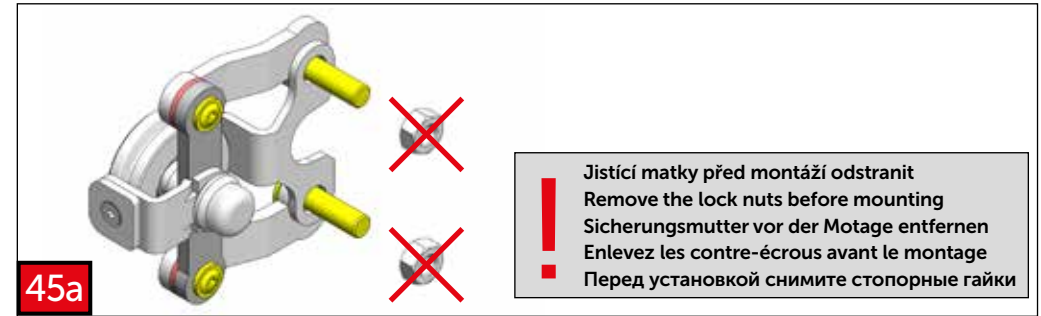 45a
!
Jistící matky před montáží odstranit
Remove the lock nuts before mounting
Sicherungsmutter vor der Motage entfernen
Enlevez les contre-écrous avant le montage
Перед установкой снимите стопорные гайки